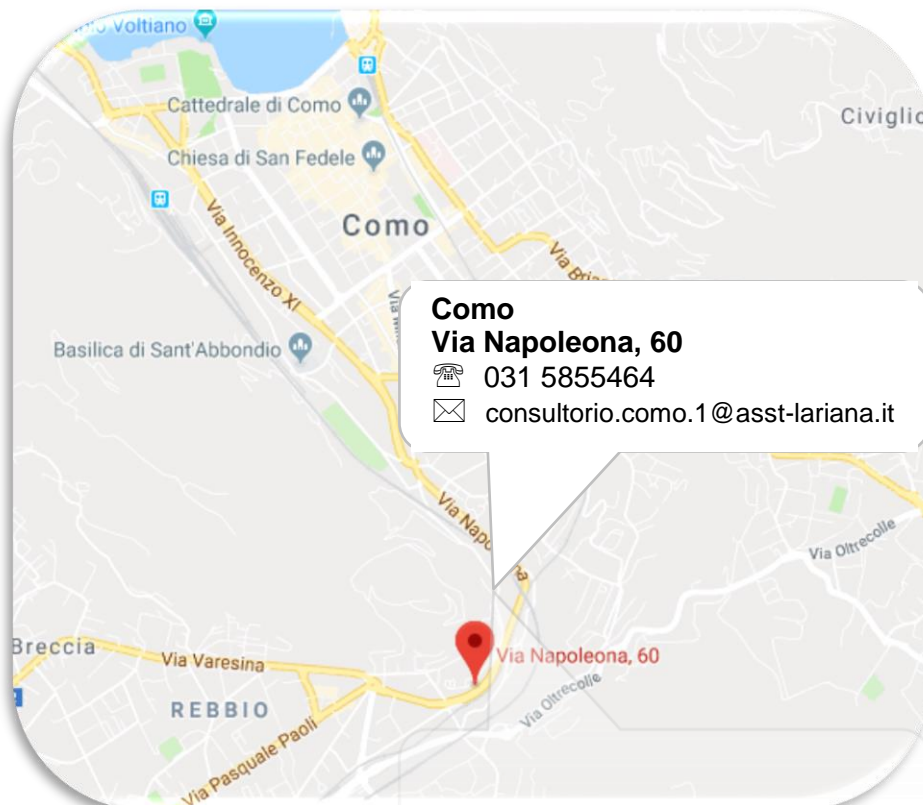 Voltiano
Cattedrale di Como
Civiglio
Chiesa di San Fedele
Como
Via Innocenzo XI
Como
Via Napoleona, 60
031 5855464
consultorio.como.1@asst-lariana.it
Basilica di Sant'Abbondio
Via Oltrecolle
Breccia
Via Varesina
Via Napoleona, 60
REBBIO
Via Oltrecolle
Via Pasquale Paoli